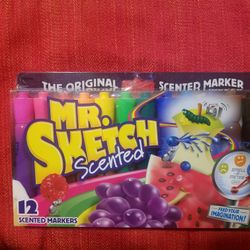 THE ORIGINAL SCENTED MARKER
MR.
SKETCH
Scented
12
SCENTED MARKERS
FEED YOUR
IMAGINATION!